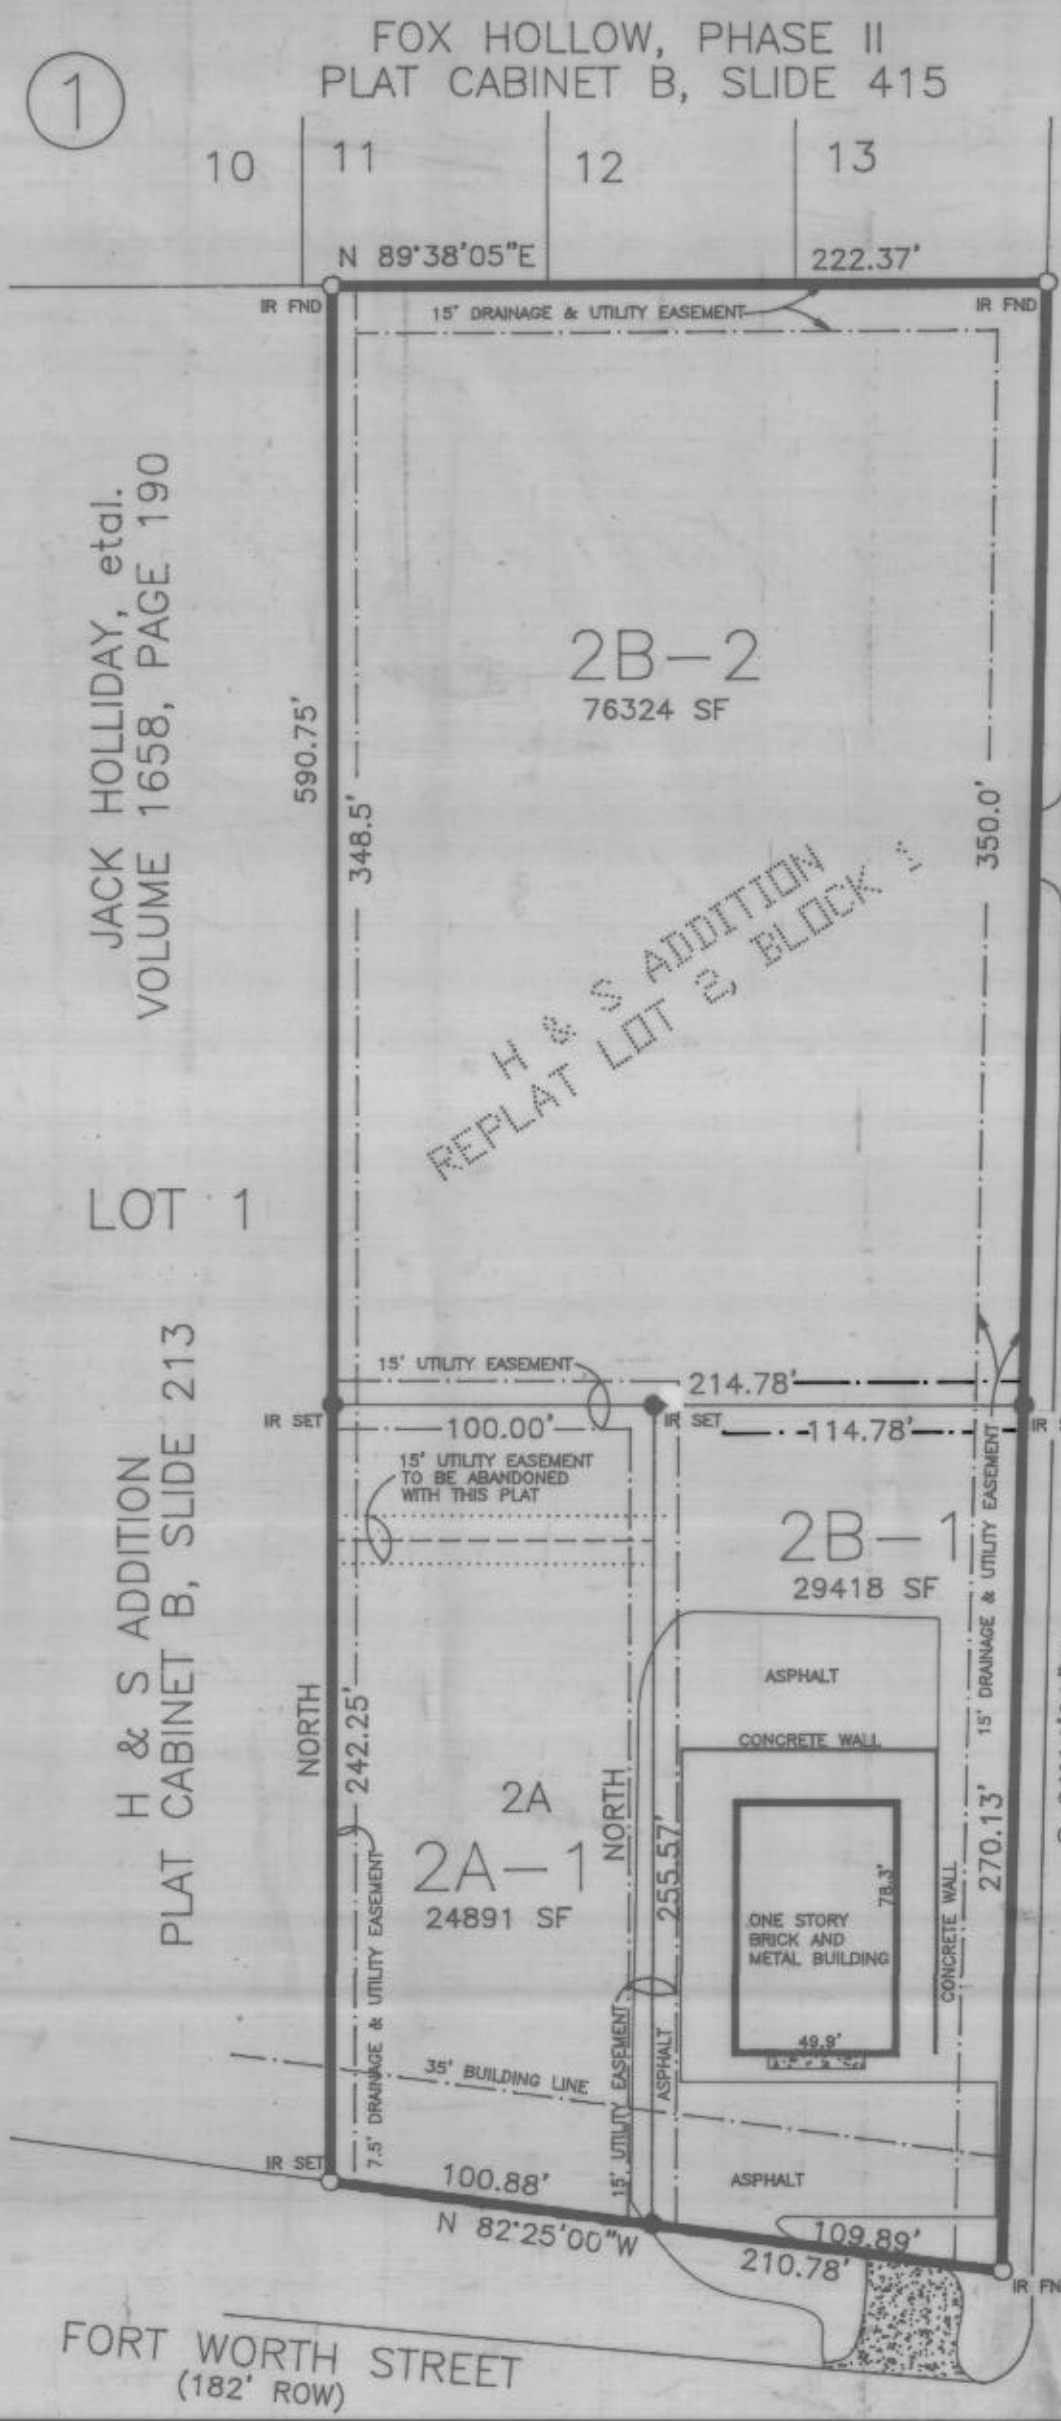 FOX HOLLOW, PHASE II
PLAT CABINET B, SLIDE 415
1
10
11
12
13
N 89°38'05"E
222.37'
IR FND
15' DRAINAGE & UTILITY EASEMENT
IR FND
JACK HOLLIDAY, etal.
VOLUME 1658, PAGE 190
590.75'
348.5'
2B-2
76324 SF
350.0'
H & S ADDITION
REPLAT LOT 2, BLOCK 1
LOT 1
H & S ADDITION
PLAT CABINET B, SLIDE 213
15' UTILITY EASEMENT
214.78'
IR SET
100.00'
IR SET
114.78'
IR
15' UTILITY EASEMENT
TO BE ABANDONED
WITH THIS PLAT
2B-1
29418 SF
15' DRAINAGE & UTILITY EASEMENT
ASPHALT
CONCRETE WALL
NORTH
242.25'
2A
2A-1
24891 SF
NORTH
255.57'
78.3'
ONE STORY
BRICK AND
METAL BUILDING
49.9'
CONCRETE WALL
270.13'
7.5' DRAINAGE & UTILITY EASEMENT
35' BUILDING LINE
15' UTILITY EASEMENT
ASPHALT
ASPHALT
IR SET
100.88'
N 82°25'00"W
109.89'
210.78'
IR FN
FORT WORTH STREET
(182' ROW)